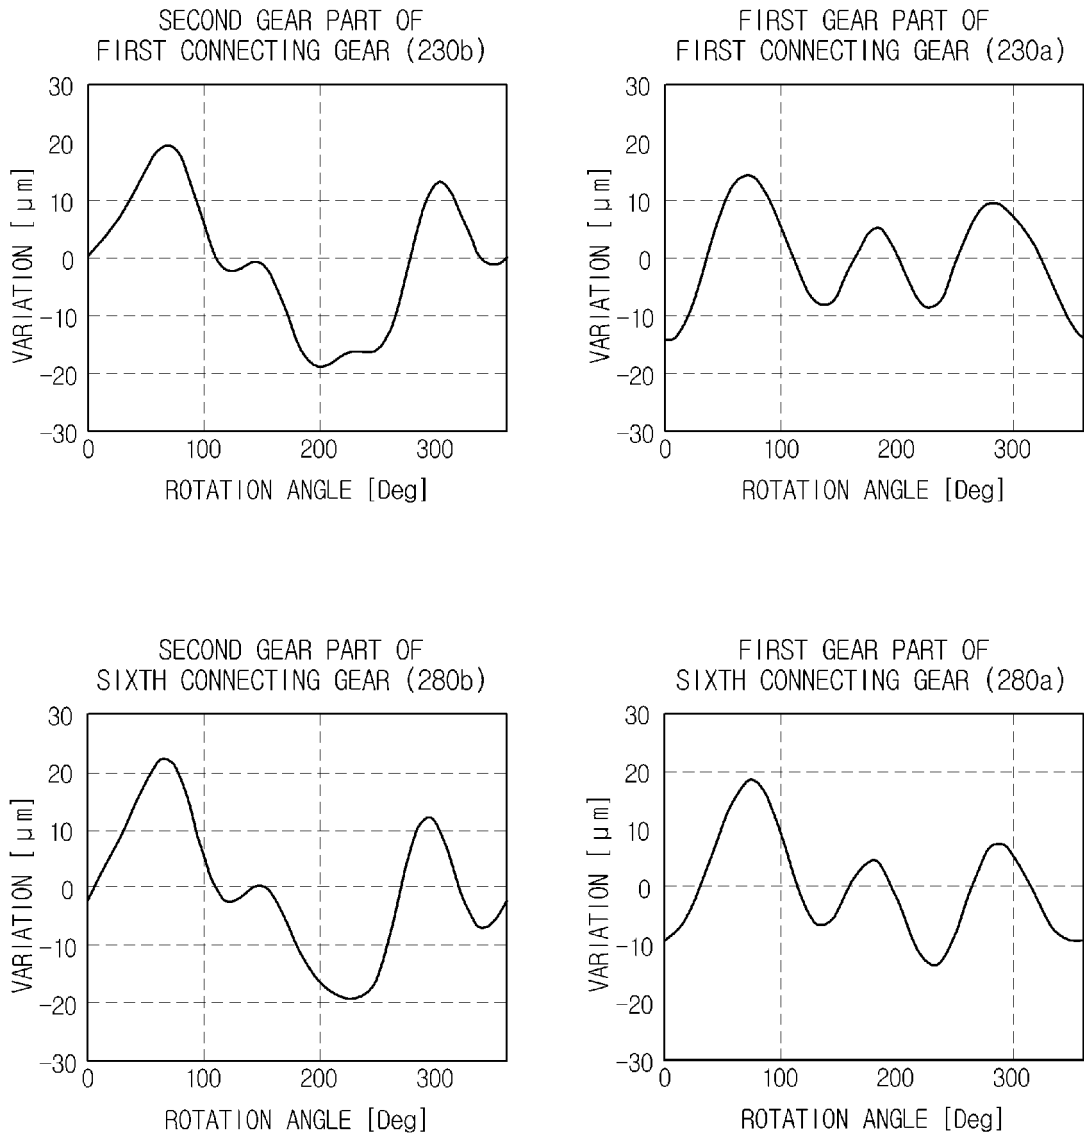 SECOND GEAR PART OF
FIRST CONNECTING GEAR (230b)
30
20
10
0
-10
-20
-30
VARIATION [μm]
0 100 200 300
ROTATION ANGLE [Deg]
FIRST GEAR PART OF
FIRST CONNECTING GEAR (230a)
30
20
10
0
-10
-20
-30
VARIATION [μm]
0 100 200 300
ROTATION ANGLE [Deg]
SECOND GEAR PART OF
SIXTH CONNECTING GEAR (280b)
30
20
10
0
-10
-20
-30
VARIATION [μm]
0 100 200 300
ROTATION ANGLE [Deg]
FIRST GEAR PART OF
SIXTH CONNECTING GEAR (280a)
30
20
10
0
-10
-20
-30
VARIATION [μm]
0 100 200 300
ROTATION ANGLE [Deg]